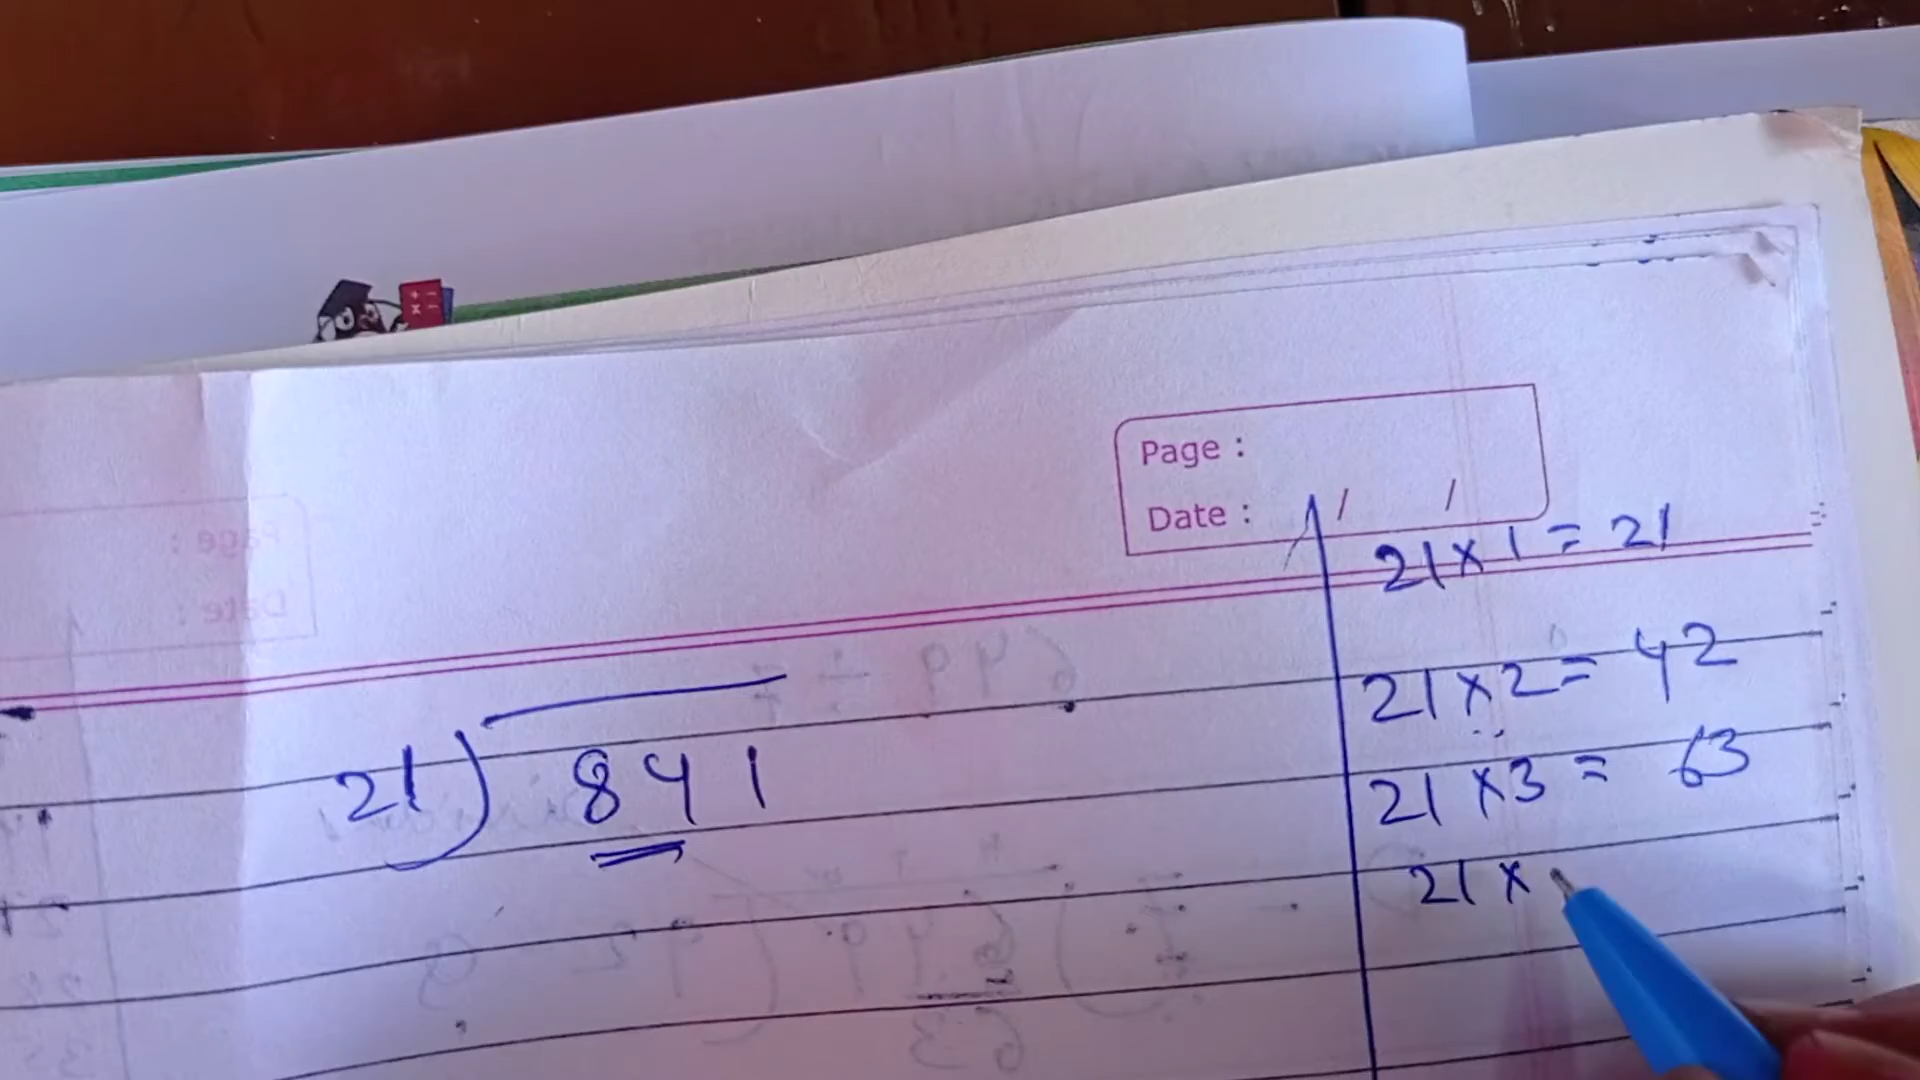 Page :
Date : / /
21 x 1 = 21
21 x 2 = 42
21 x 3 = 63
21 x
21 ) 841